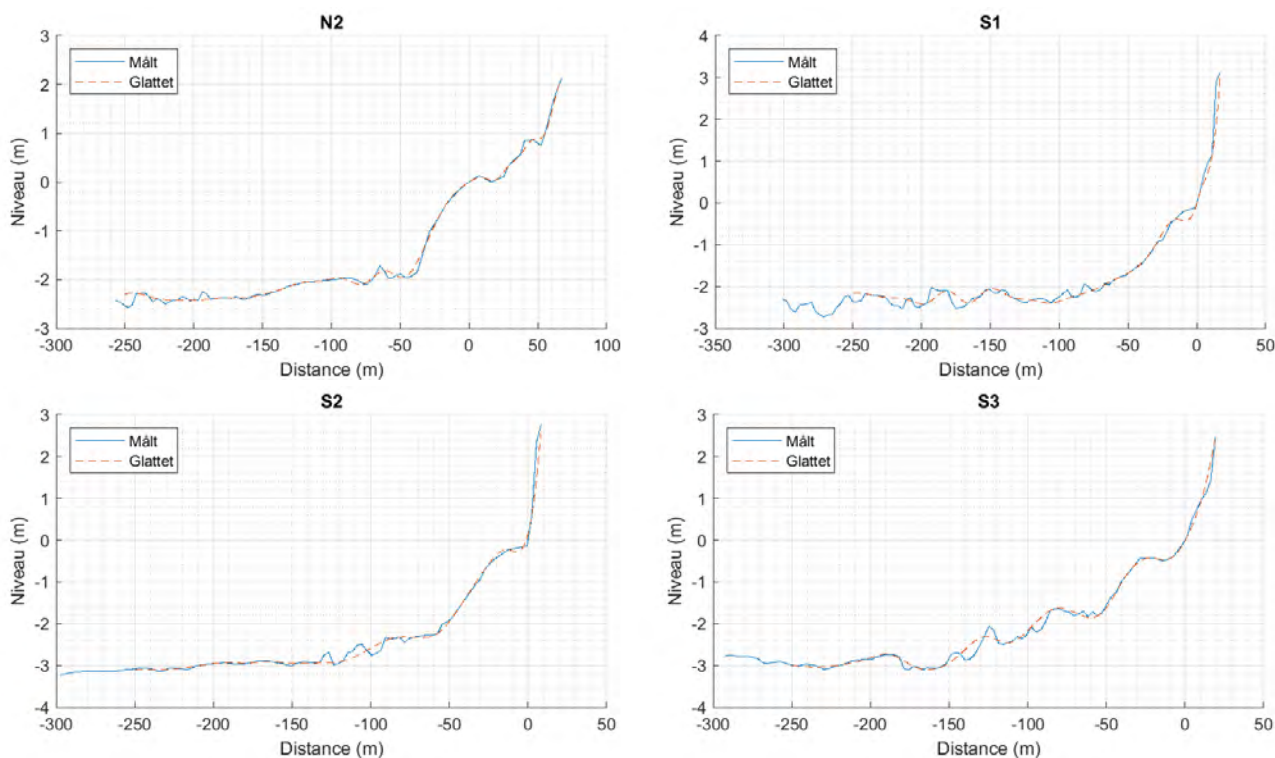 N2
3
2
1
0
-1
-2
-3
Niveau (m)
Målt
Glattet
-300 -250 -200 -150 -100 -50 0 50 100
Distance (m)
S1
4
3
2
1
0
-1
-2
-3
Niveau (m)
Målt
Glattet
-350 -300 -250 -200 -150 -100 -50 0 50
Distance (m)
S2
3
2
1
0
-1
-2
-3
-4
Niveau (m)
Målt
Glattet
-300 -250 -200 -150 -100 -50 0 50
Distance (m)
S3
3
2
1
0
-1
-2
-3
-4
Niveau (m)
Målt
Glattet
-300 -250 -200 -150 -100 -50 0 50
Distance (m)